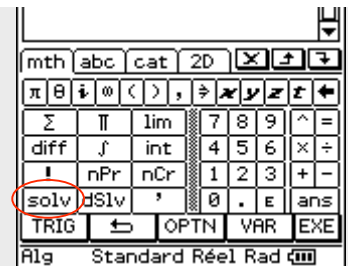 mth abc cat 2D
π θ i ∞ ( ) , ⇒ x y z t
Σ Π lim 7 8 9 ^ =
diff ∫ int 4 5 6 × ÷
! nPr nCr 1 2 3 + −
solv dSlv ' 0 . E ans
TRIG OPTN VAR EXE
Alg Standard Réel Rad